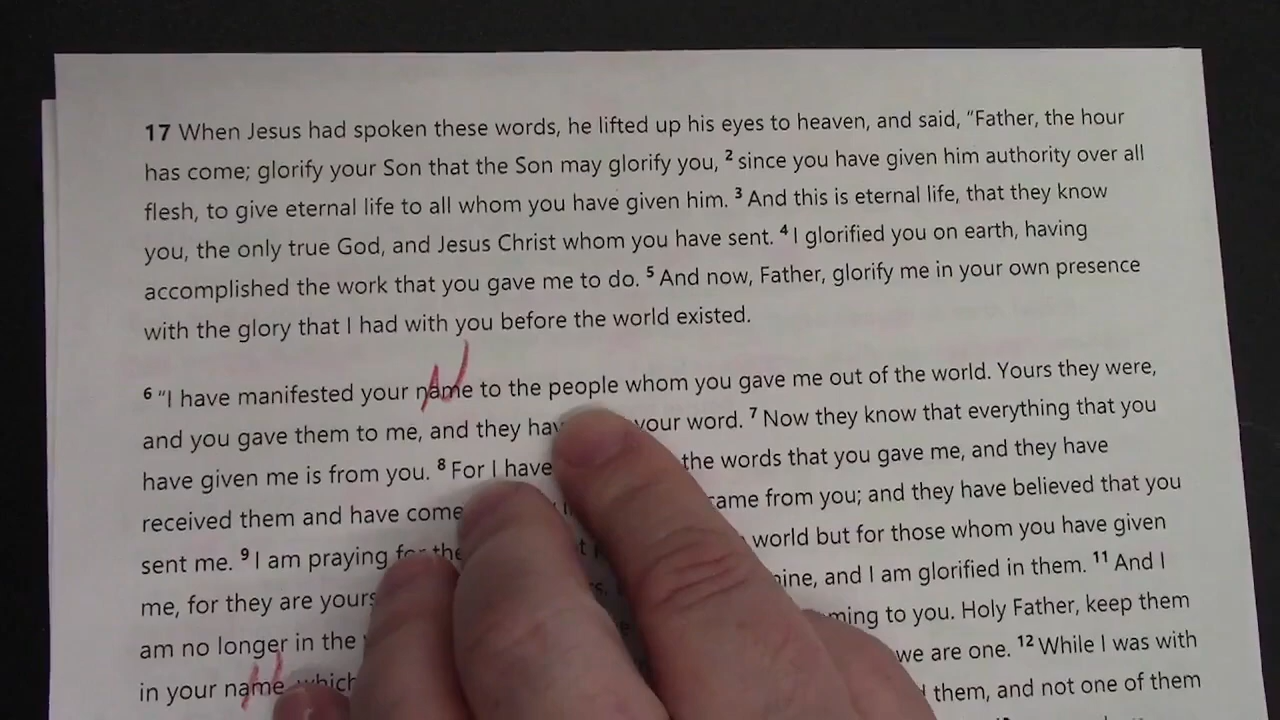 17 When Jesus had spoken these words, he lifted up his eyes to heaven, and said, “Father, the hour
has come; glorify your Son that the Son may glorify you, 2 since you have given him authority over all
flesh, to give eternal life to all whom you have given him. 3 And this is eternal life, that they know
you, the only true God, and Jesus Christ whom you have sent. 4 I glorified you on earth, having
accomplished the work that you gave me to do. 5 And now, Father, glorify me in your own presence
with the glory that I had with you before the world existed.
6 “I have manifested your name to the people whom you gave me out of the world. Yours they were,
and you gave them to me, and they your word. 7 Now they know that everything that you
have given me is from you. 8 For I have the words that you gave me, and they have
received them and have come came from you; and they have believed that you
sent me. 9 I am praying for world but for those whom you have given
me, for they are and I am glorified in them. 11 And I
am no longer in the to you. Holy Father, keep them
in your name, which we are one. 12 While I was with
them, and not one of them